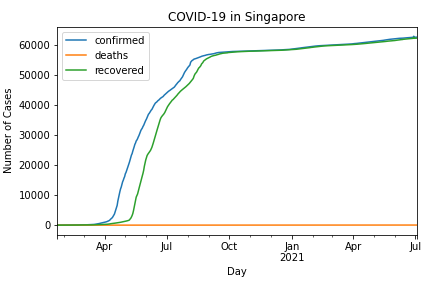 COVID-19 in Singapore
confirmed
deaths
recovered
60000
50000
40000
30000
20000
10000
0
Number of Cases
Apr
Jul
Oct
Jan
2021
Apr
Jul
Day